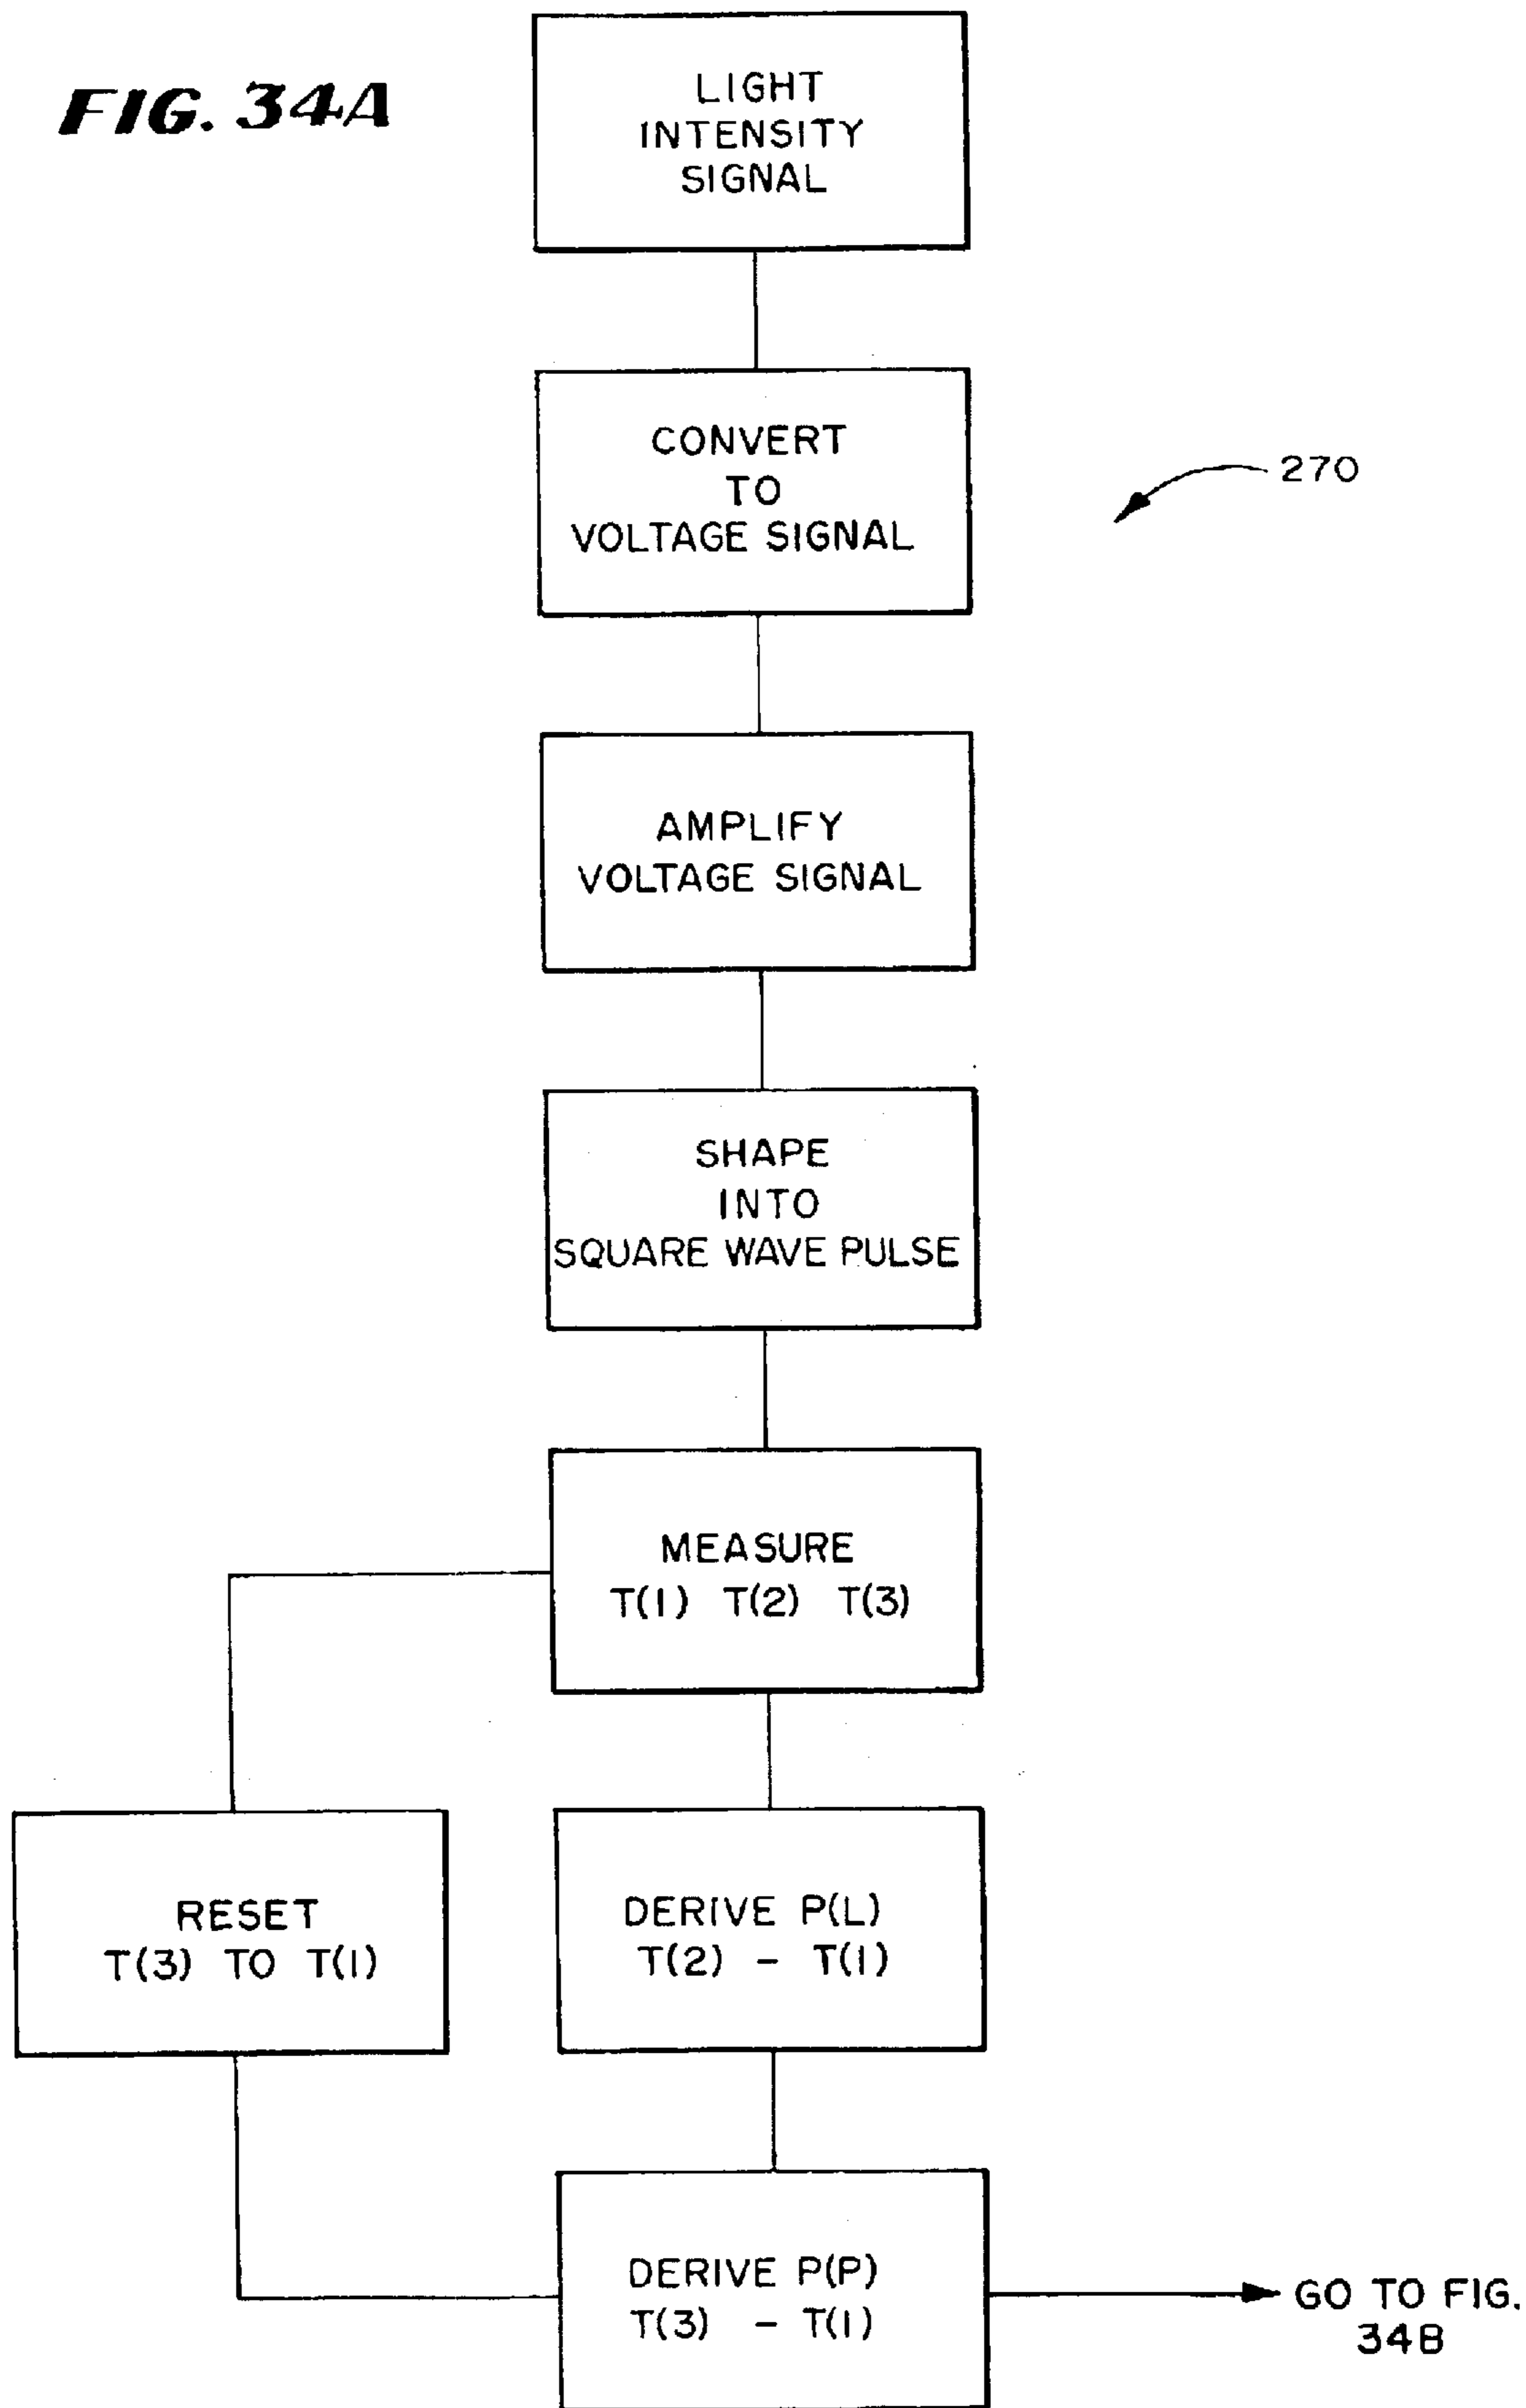 FIG. 34A
LIGHT
INTENSITY
SIGNAL
CONVERT
TO
VOLTAGE SIGNAL
270
AMPLIFY
VOLTAGE SIGNAL
SHAPE
INTO
SQUARE WAVE PULSE
MEASURE
T(1) T(2) T(3)
RESET
T(3) TO T(1)
DERIVE P(L)
T(2) - T(1)
DERIVE P(P)
T(3) - T(1)
GO TO FIG.
34B